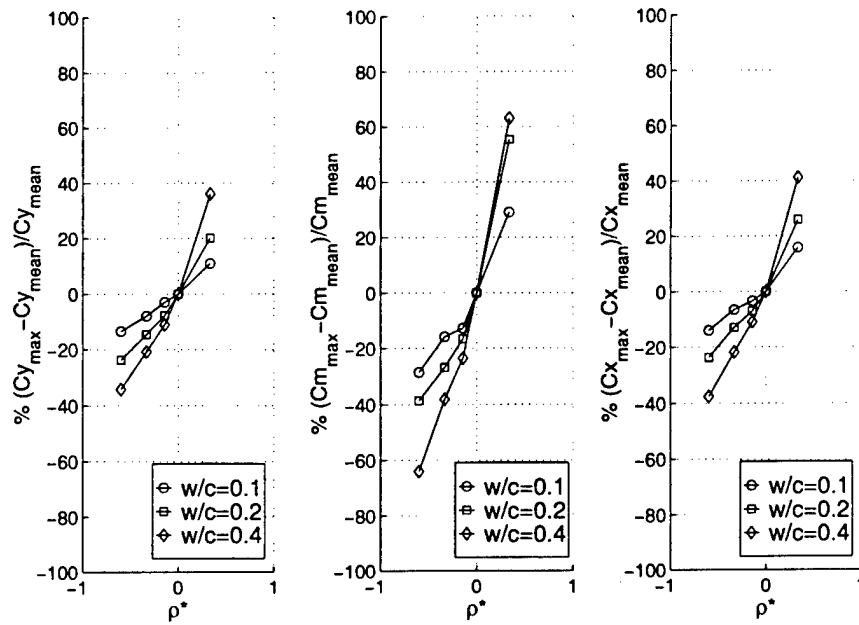 % (Cy_max−Cy_mean)/Cy_mean
100
80
60
40
20
0
−20
−40
−60
−80
−100
−1
0
1
ρ*
w/c=0.1
w/c=0.2
w/c=0.4
% (Cm_max−Cm_mean)/Cm_mean
100
80
60
40
20
0
−20
−40
−60
−80
−100
−1
0
1
ρ*
w/c=0.1
w/c=0.2
w/c=0.4
% (Cx_max−Cx_mean)/Cx_mean
100
80
60
40
20
0
−20
−40
−60
−80
−100
−1
0
1
ρ*
w/c=0.1
w/c=0.2
w/c=0.4